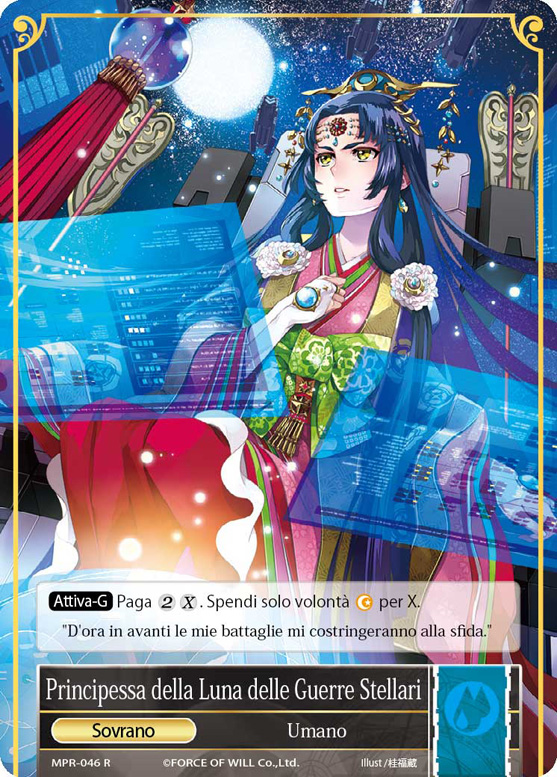 Attiva-G Paga 2 X. Spendi solo volontà per X.
"D'ora in avanti le mie battaglie mi costringeranno alla sfida."
Principessa della Luna delle Guerre Stellari
Sovrano Umano
MPR-046 R ©FORCE OF WILL Co.,Ltd. Illust / 桂福蔵